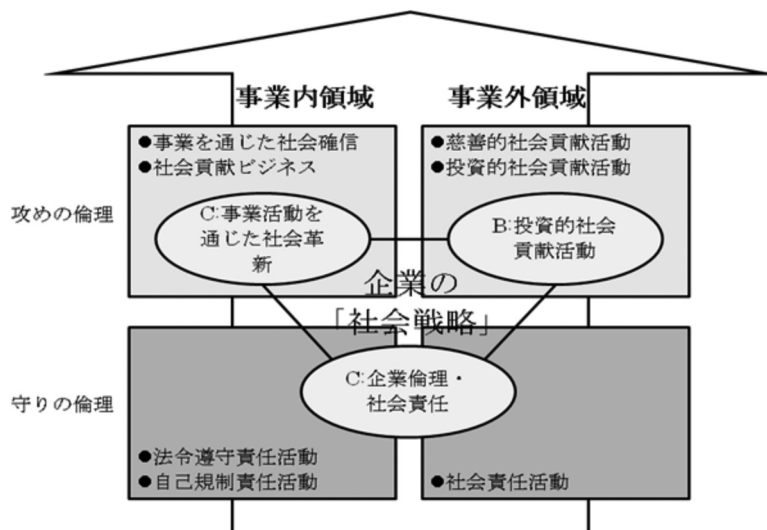 事業内領域
事業外領域
●事業を通じた社会確信
●社会貢献ビジネス
●慈善的社会貢献活動
●投資的社会貢献活動
攻めの倫理
C:事業活動を
通じた社会革
新
B:投資的社会
貢献活動
企業の
「社会戦略」
守りの倫理
C:企業倫理・
社会責任
●法令遵守責任活動
●自己規制責任活動
●社会責任活動